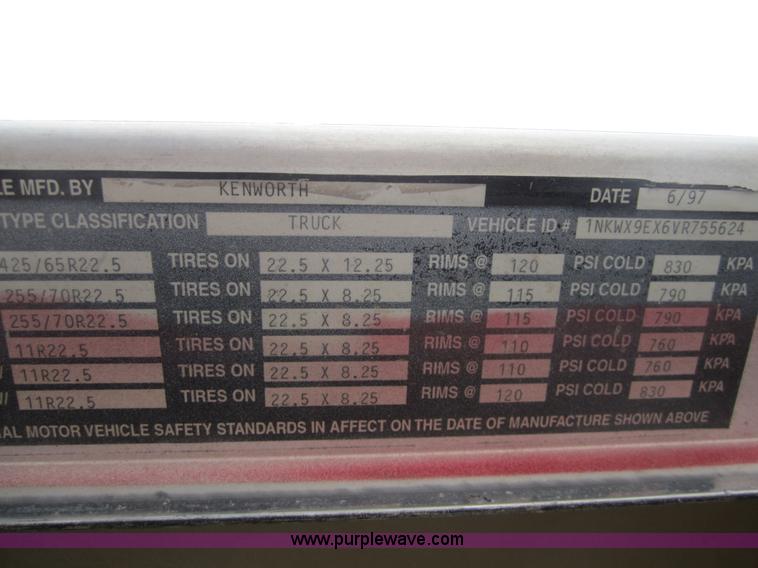 LE MFD. BY KENWORTH DATE 6/97
TYPE CLASSIFICATION TRUCK VEHICLE ID # 1NKWX9EX6VR755624
425/65R22.5 TIRES ON 22.5 X 12.25 RIMS @ 120 PSI COLD 830 KPA
255/70R22.5 TIRES ON 22.5 X 8.25 RIMS @ 115 PSI COLD 790 KPA
255/70R22.5 TIRES ON 22.5 X 8.25 RIMS @ 115 PSI COLD 790 KPA
11R22.5 TIRES ON 22.5 X 8.25 RIMS @ 110 PSI COLD 760 KPA
11R22.5 TIRES ON 22.5 X 8.25 RIMS @ 110 PSI COLD 760 KPA
11R22.5 TIRES ON 22.5 X 8.25 RIMS @ 120 PSI COLD 830 KPA
AL MOTOR VEHICLE SAFETY STANDARDS IN AFFECT ON THE DATE OF MANUFACTURE SHOWN ABOVE
www.purplewave.com